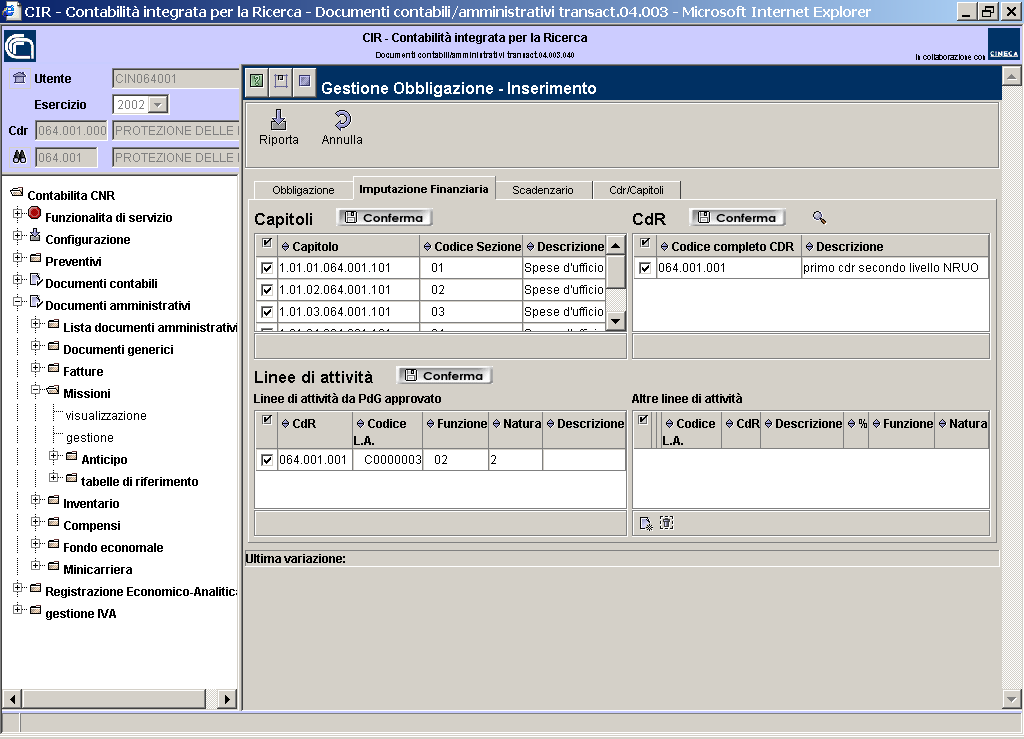 CIR - Contabilità integrata per la Ricerca - Documenti contabili/amministrativi transact.04.003 - Microsoft Internet Explorer
CIR - Contabilità integrata per la Ricerca
Documenti contabili/amministrativi transact.04.003.040
In collaborazione con
CINECA
Utente CIN064001
Esercizio 2002
Cdr 064.001.000 PROTEZIONE DELLE
064.001 PROTEZIONE DELLE
Contabilita CNR
Funzionalita di servizio
Configurazione
Preventivi
Documenti contabili
Documenti amministrativi
Lista documenti amministrativi
Documenti generici
Fatture
Missioni
visualizzazione
gestione
Anticipo
tabelle di riferimento
Inventario
Compensi
Fondo economale
Minicarriera
Registrazione Economico-Analitica
gestione IVA
Gestione Obbligazione - Inserimento
Riporta Annulla
Obbligazione Imputazione Finanziaria Scadenzario Cdr/Capitoli
Capitoli Conferma
Capitolo Codice Sezione Descrizione
1.01.01.064.001.101 01 Spese d'ufficio
1.01.02.064.001.101 02 Spese d'ufficio
1.01.03.064.001.101 03 Spese d'ufficio
CdR Conferma
Codice completo CDR Descrizione
064.001.001 primo cdr secondo livello NRUO
Linee di attività Conferma
Linee di attività da PdG approvato
CdR Codice L.A. Funzione Natura Descrizione
064.001.001 C0000003 02 2
Altre linee di attività
Codice L.A. CdR Descrizione % Funzione Natura
Ultima variazione: